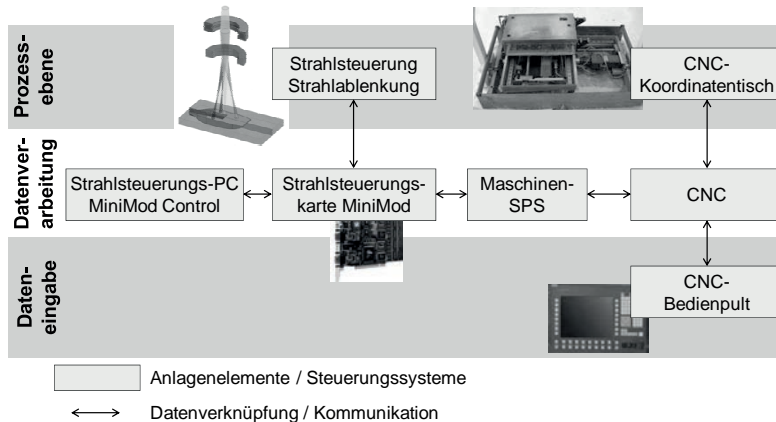 Prozess-
ebene
Strahlsteuerung
Strahlablenkung
CNC-
Koordinatentisch
Datenver-
arbeitung
Strahlsteuerungs-PC
MiniMod Control
Strahlsteuerungs-
karte MiniMod
Maschinen-
SPS
CNC
Daten-
eingabe
CNC-
Bedienpult
Anlagenelemente / Steuerungssysteme
Datenverknüpfung / Kommunikation